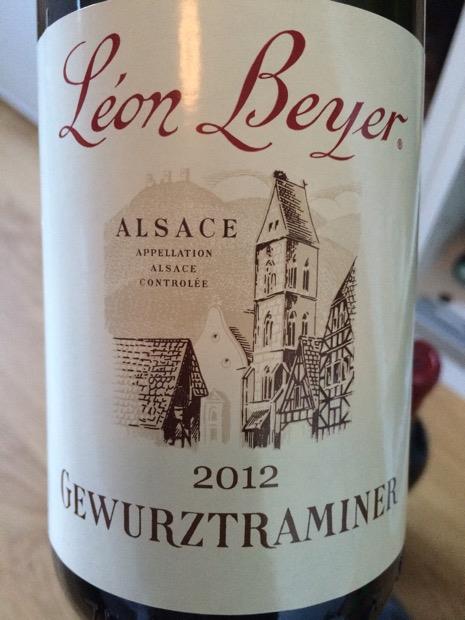 Léon Beyer®
ALSACE
APPELLATION
ALSACE
CONTROLÉE
2012
GEWURZTRAMINER